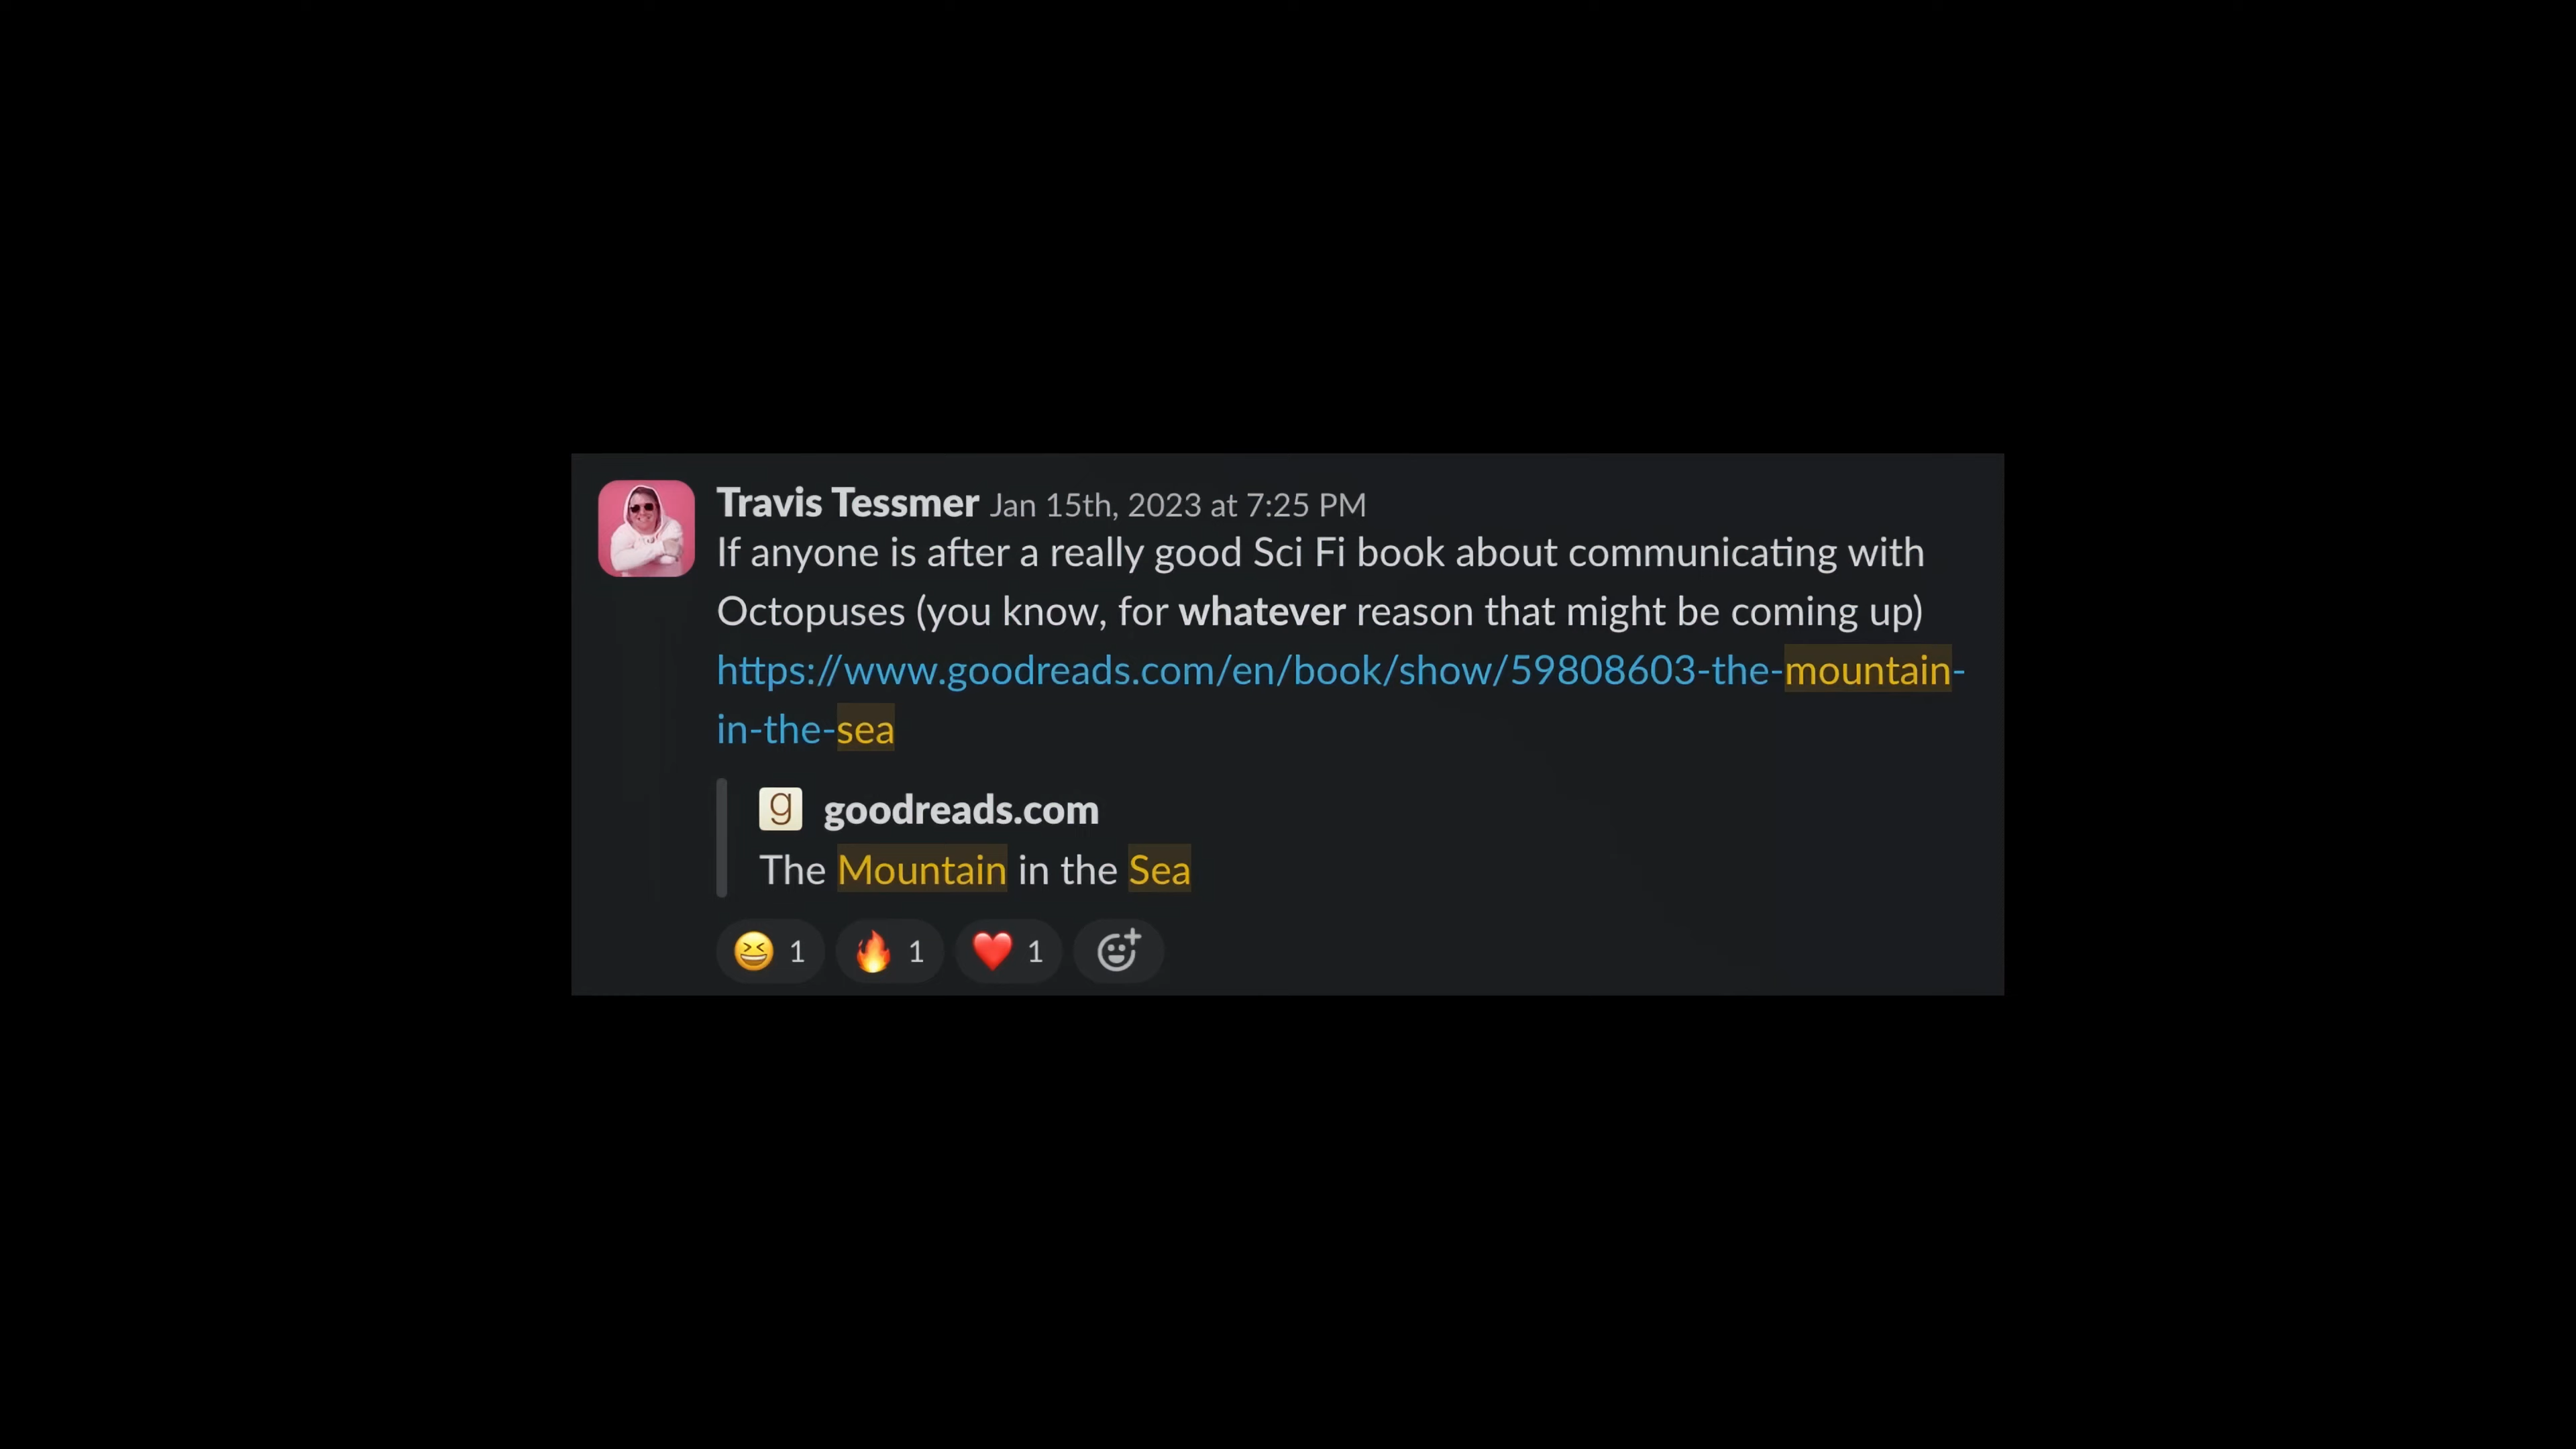 Travis Tessmer Jan 15th, 2023 at 7:25 PM
If anyone is after a really good Sci Fi book about communicating with
Octopuses (you know, for whatever reason that might be coming up)
https://www.goodreads.com/en/book/show/59808603-the-mountain-
in-the-sea
g goodreads.com
The Mountain in the Sea
1 1 1